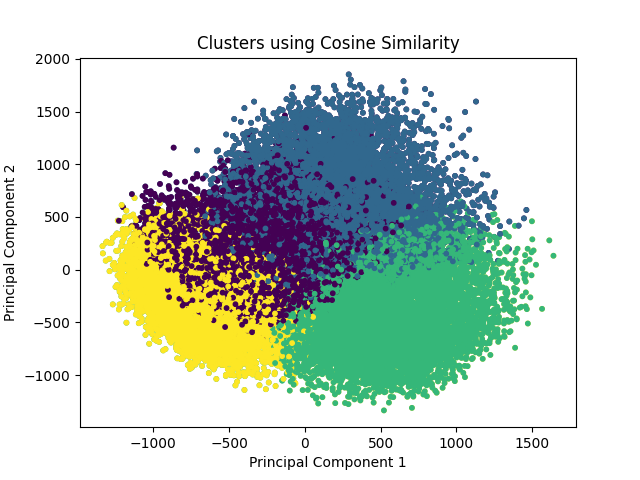 Clusters using Cosine Similarity
2000
1500
1000
500
0
−500
−1000
Principal Component 2
−1000 −500 0 500 1000 1500
Principal Component 1